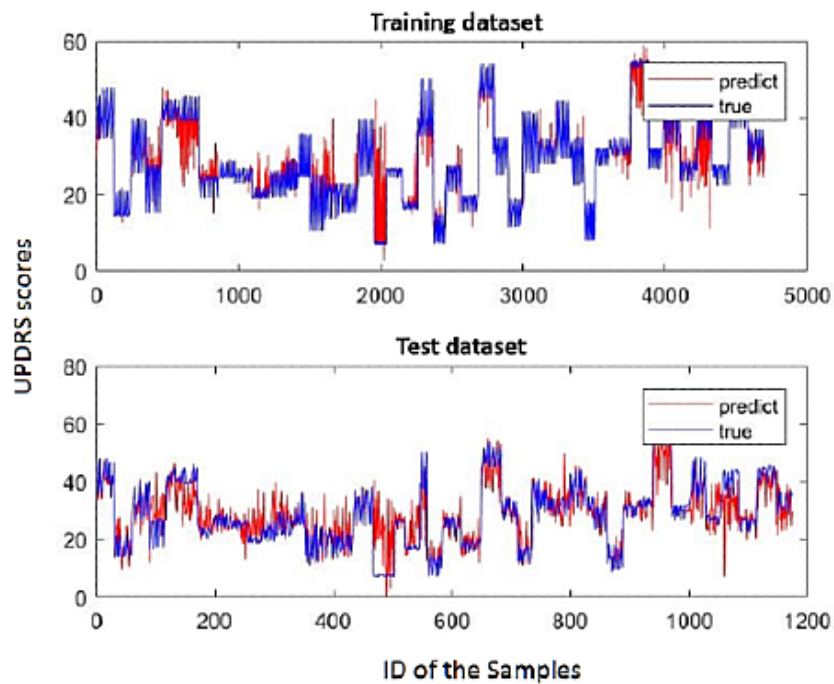 Training dataset
60
40
20
0
predict
true
0 1000 2000 3000 4000 5000
UPDRS scores
Test dataset
80
60
40
20
0
predict
true
0 200 400 600 800 1000 1200
ID of the Samples